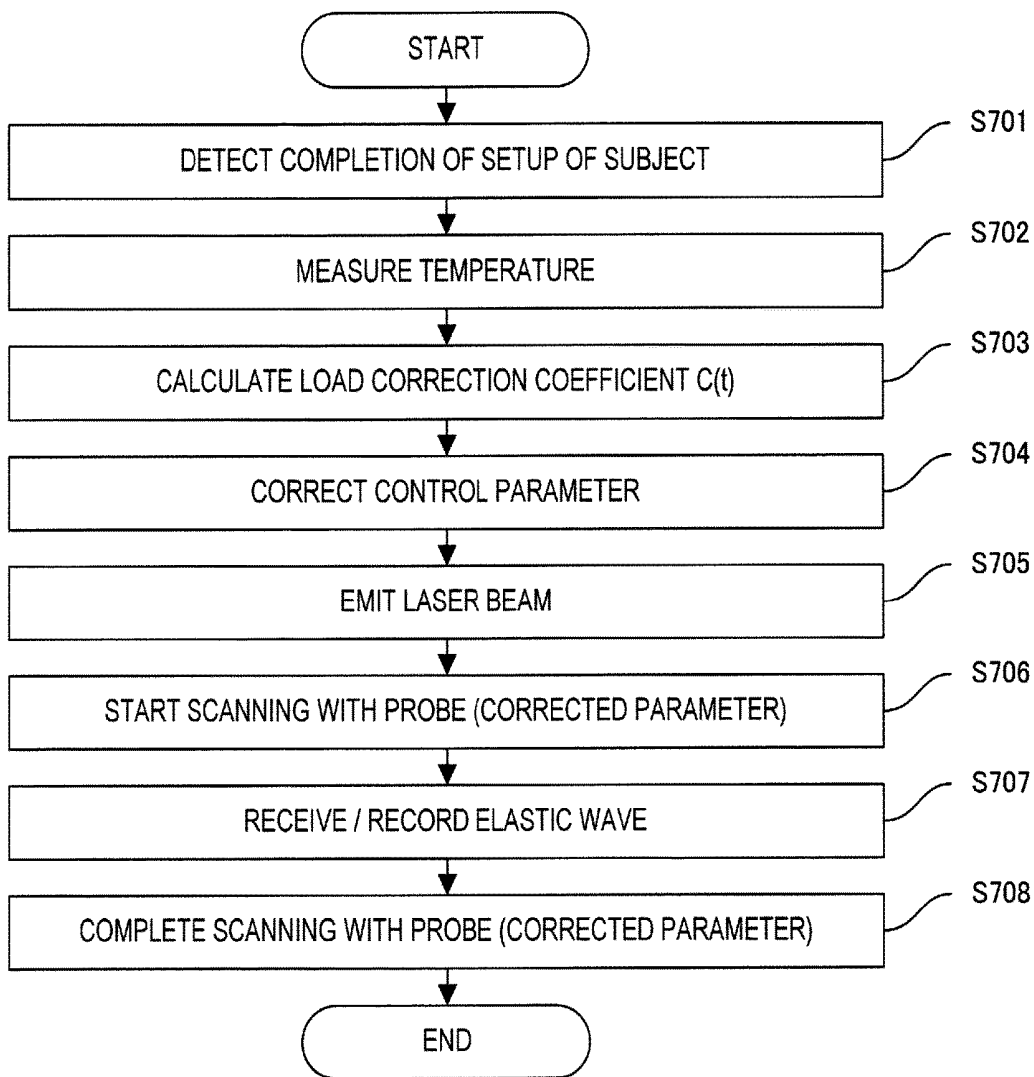 START
S701
DETECT COMPLETION OF SETUP OF SUBJECT
S702
MEASURE TEMPERATURE
S703
CALCULATE LOAD CORRECTION COEFFICIENT C(t)
S704
CORRECT CONTROL PARAMETER
S705
EMIT LASER BEAM
S706
START SCANNING WITH PROBE (CORRECTED PARAMETER)
S707
RECEIVE / RECORD ELASTIC WAVE
S708
COMPLETE SCANNING WITH PROBE (CORRECTED PARAMETER)
END